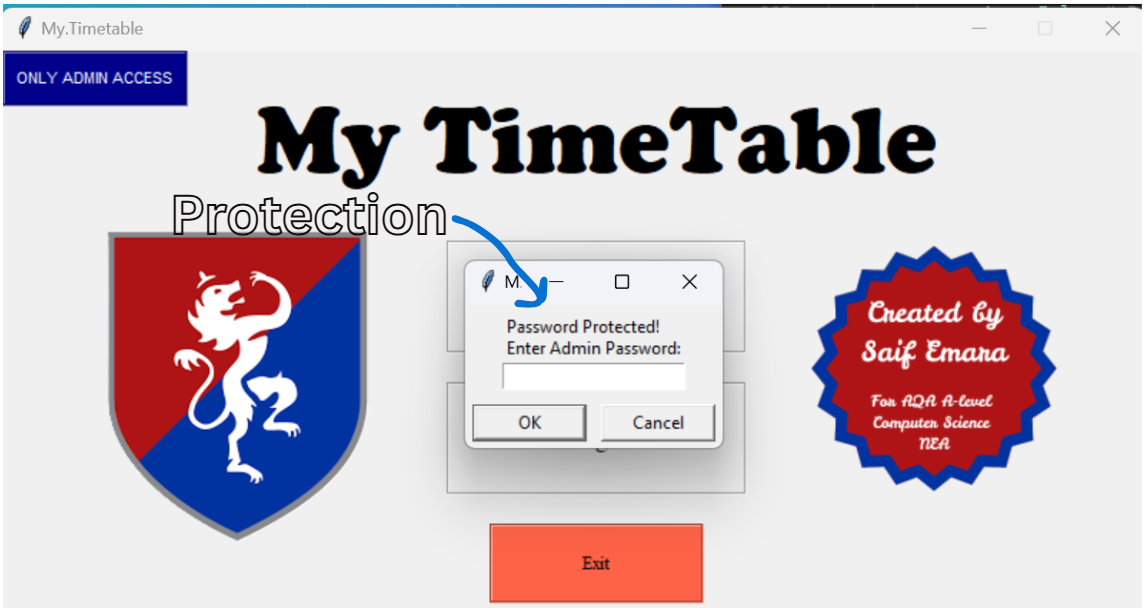 My.Timetable
ONLY ADMIN ACCESS
My TimeTable
Protection
M.
Password Protected!
Enter Admin Password:
OK
Cancel
Created by
Saif Emara
For AQA A-level
Computer Science
NEA
Exit